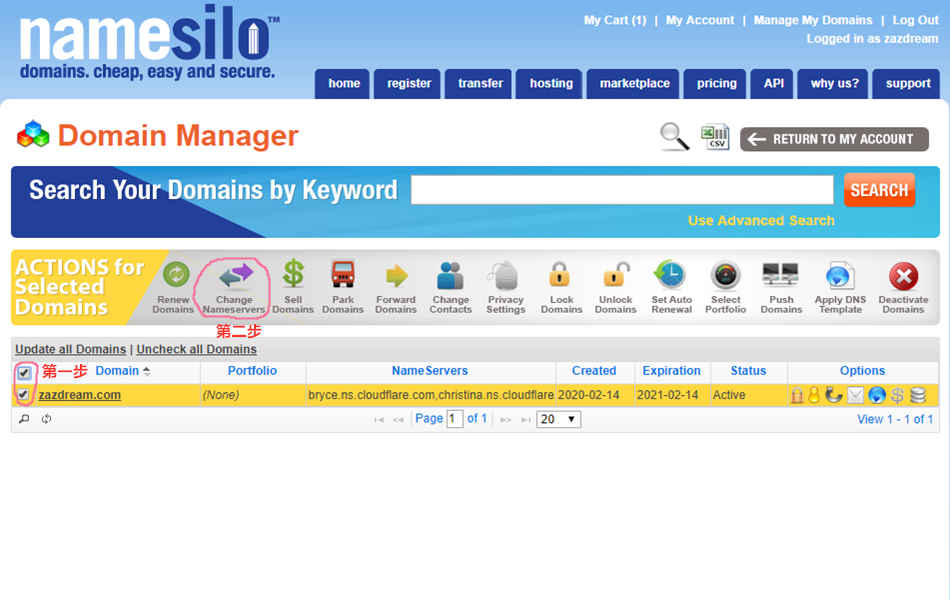 namesilo™
domains. cheap, easy and secure.
My Cart (1) | My Account | Manage My Domains | Log Out
Logged in as zazdream
home register transfer hosting marketplace pricing API why us? support
Domain Manager
CSV
RETURN TO MY ACCOUNT
Search Your Domains by Keyword
SEARCH
Use Advanced Search
ACTIONS for
Selected
Domains
Renew
Domains
Change
Nameservers
Sell
Domains
Park
Domains
Forward
Domains
Change
Contacts
Privacy
Settings
Lock
Domains
Unlock
Domains
Set Auto
Renewal
Select
Portfolio
Push
Domains
Apply DNS
Template
Deactivate
Domains
第二步
Update all Domains | Uncheck all Domains
第一步
Domain Portfolio NameServers Created Expiration Status Options
zazdream.com (None) bryce.ns.cloudflare.com,christina.ns.cloudflare 2020-02-14 2021-02-14 Active
Page 1 of 1 20 View 1 - 1 of 1